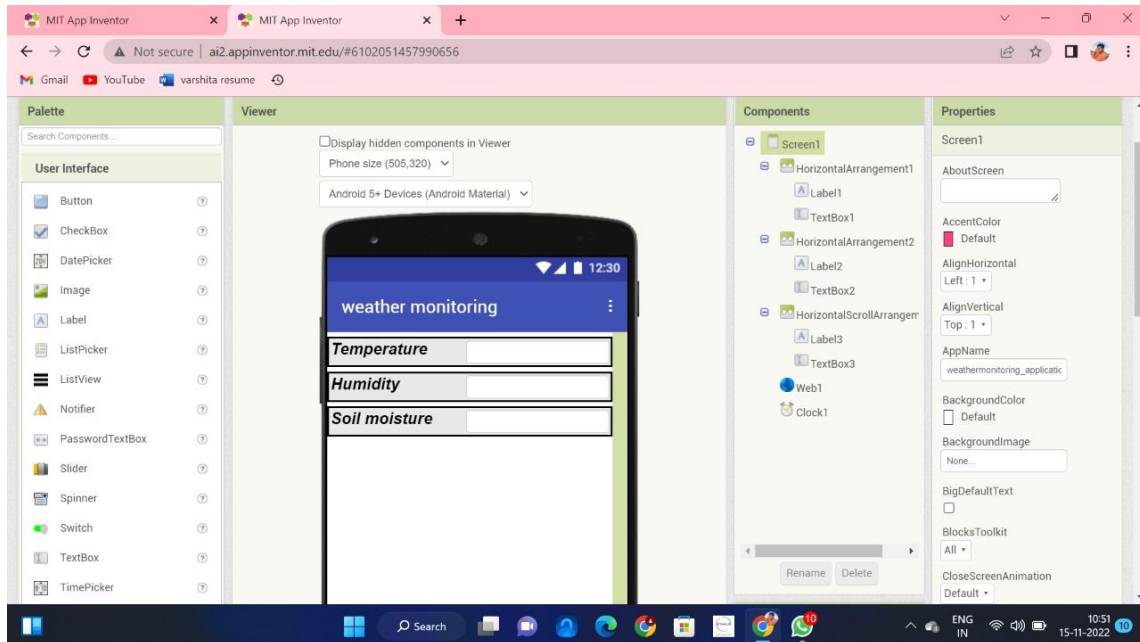 MIT App Inventor
MIT App Inventor
Not secure | ai2.appinventor.mit.edu/#6102051457990656
Gmail YouTube varshita resume
Palette
Search Components...
User Interface
Button
CheckBox
DatePicker
Image
Label
ListPicker
ListView
Notifier
PasswordTextBox
Slider
Spinner
Switch
TextBox
TimePicker
Viewer
Display hidden components in Viewer
Phone size (505,320)
Android 5+ Devices (Android Material)
12:30
weather monitoring
Temperature
Humidity
Soil moisture
Components
Screen1
HorizontalArrangement1
Label1
TextBox1
HorizontalArrangement2
Label2
TextBox2
HorizontalScrollArrangem
Label3
TextBox3
Web1
Clock1
Rename Delete
Properties
Screen1
AboutScreen
AccentColor
Default
AlignHorizontal
Left : 1
AlignVertical
Top : 1
AppName
weathermonitoring_applicatic
BackgroundColor
Default
BackgroundImage
None...
BigDefaultText
BlocksToolkit
All
CloseScreenAnimation
Default
Search
10
ENG
IN
10:51
15-11-2022
10